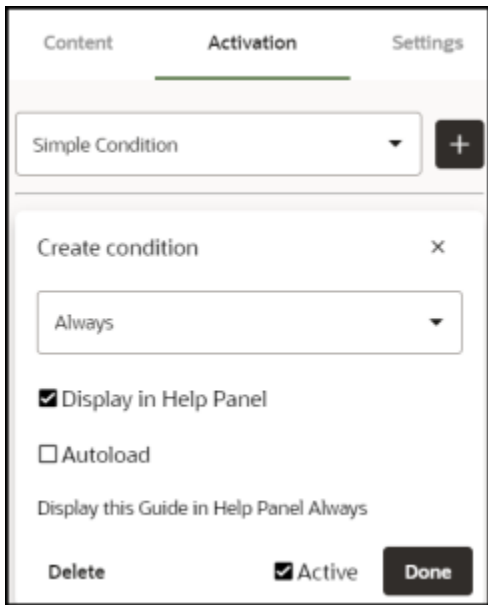 Content Activation Settings
Simple Condition
Create condition
Always
Display in Help Panel
Autoload
Display this Guide in Help Panel Always
Delete Active Done